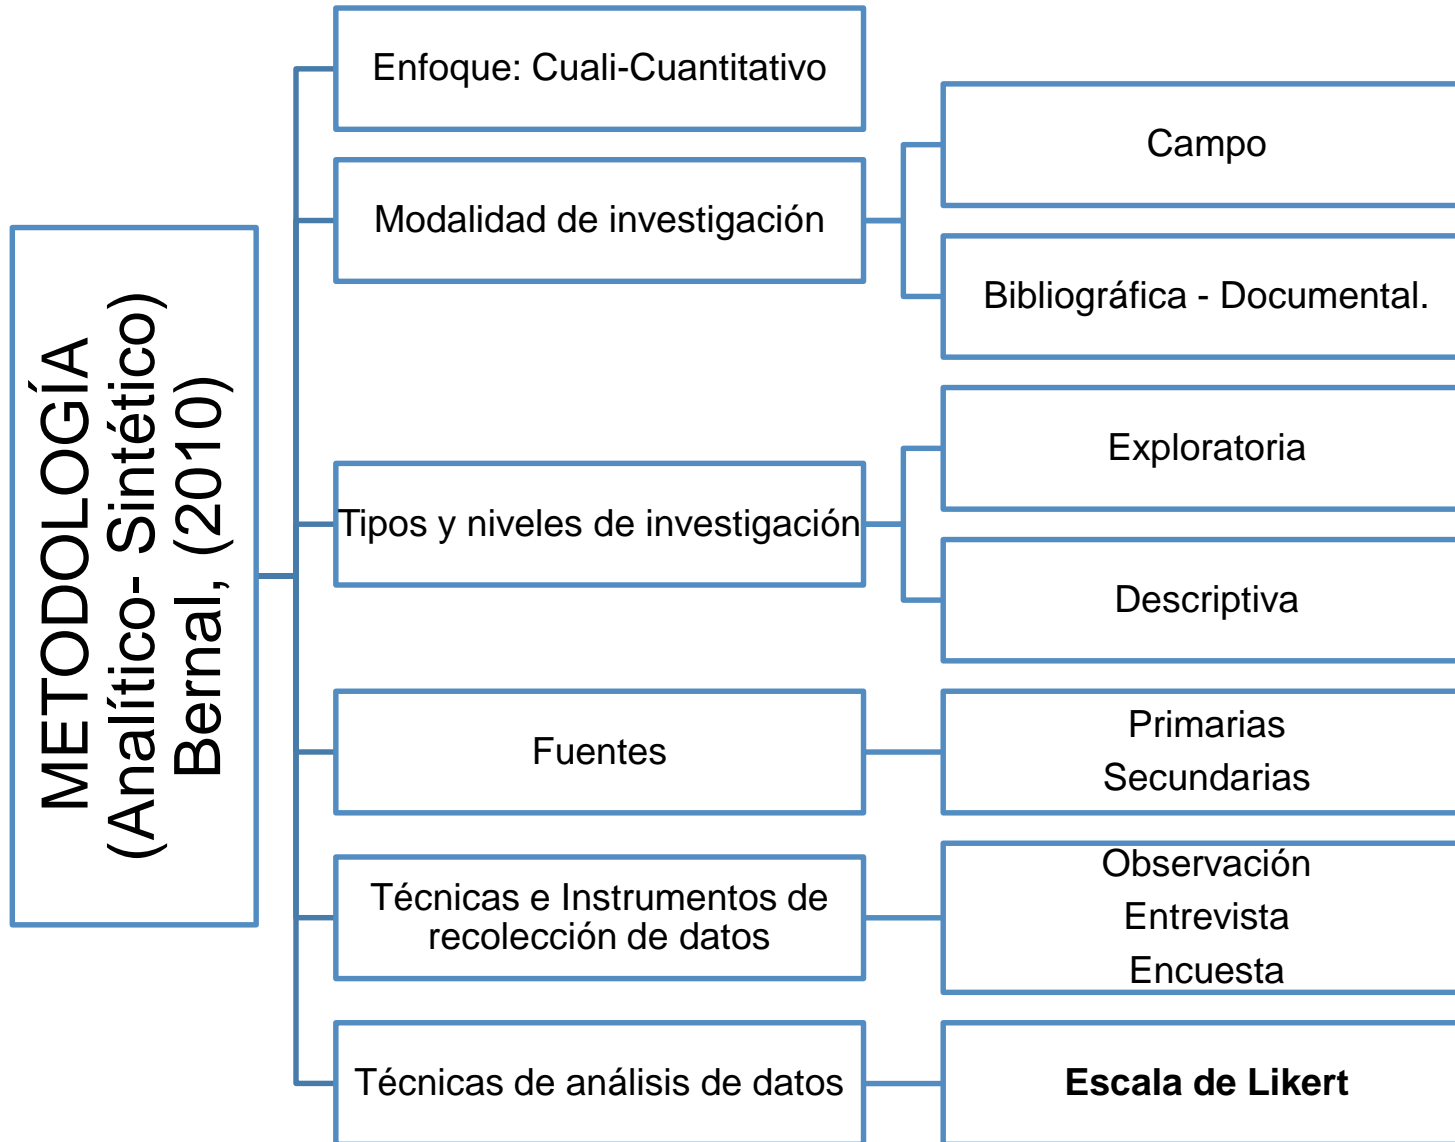 METODOLOGÍA
(Analítico- Sintético)
Bernal, (2010)
Enfoque: Cuali-Cuantitativo
Modalidad de investigación
Campo
Bibliográfica - Documental.
Tipos y niveles de investigación
Exploratoria
Descriptiva
Fuentes
Primarias
Secundarias
Técnicas e Instrumentos de
recolección de datos
Observación
Entrevista
Encuesta
Técnicas de análisis de datos
Escala de Likert